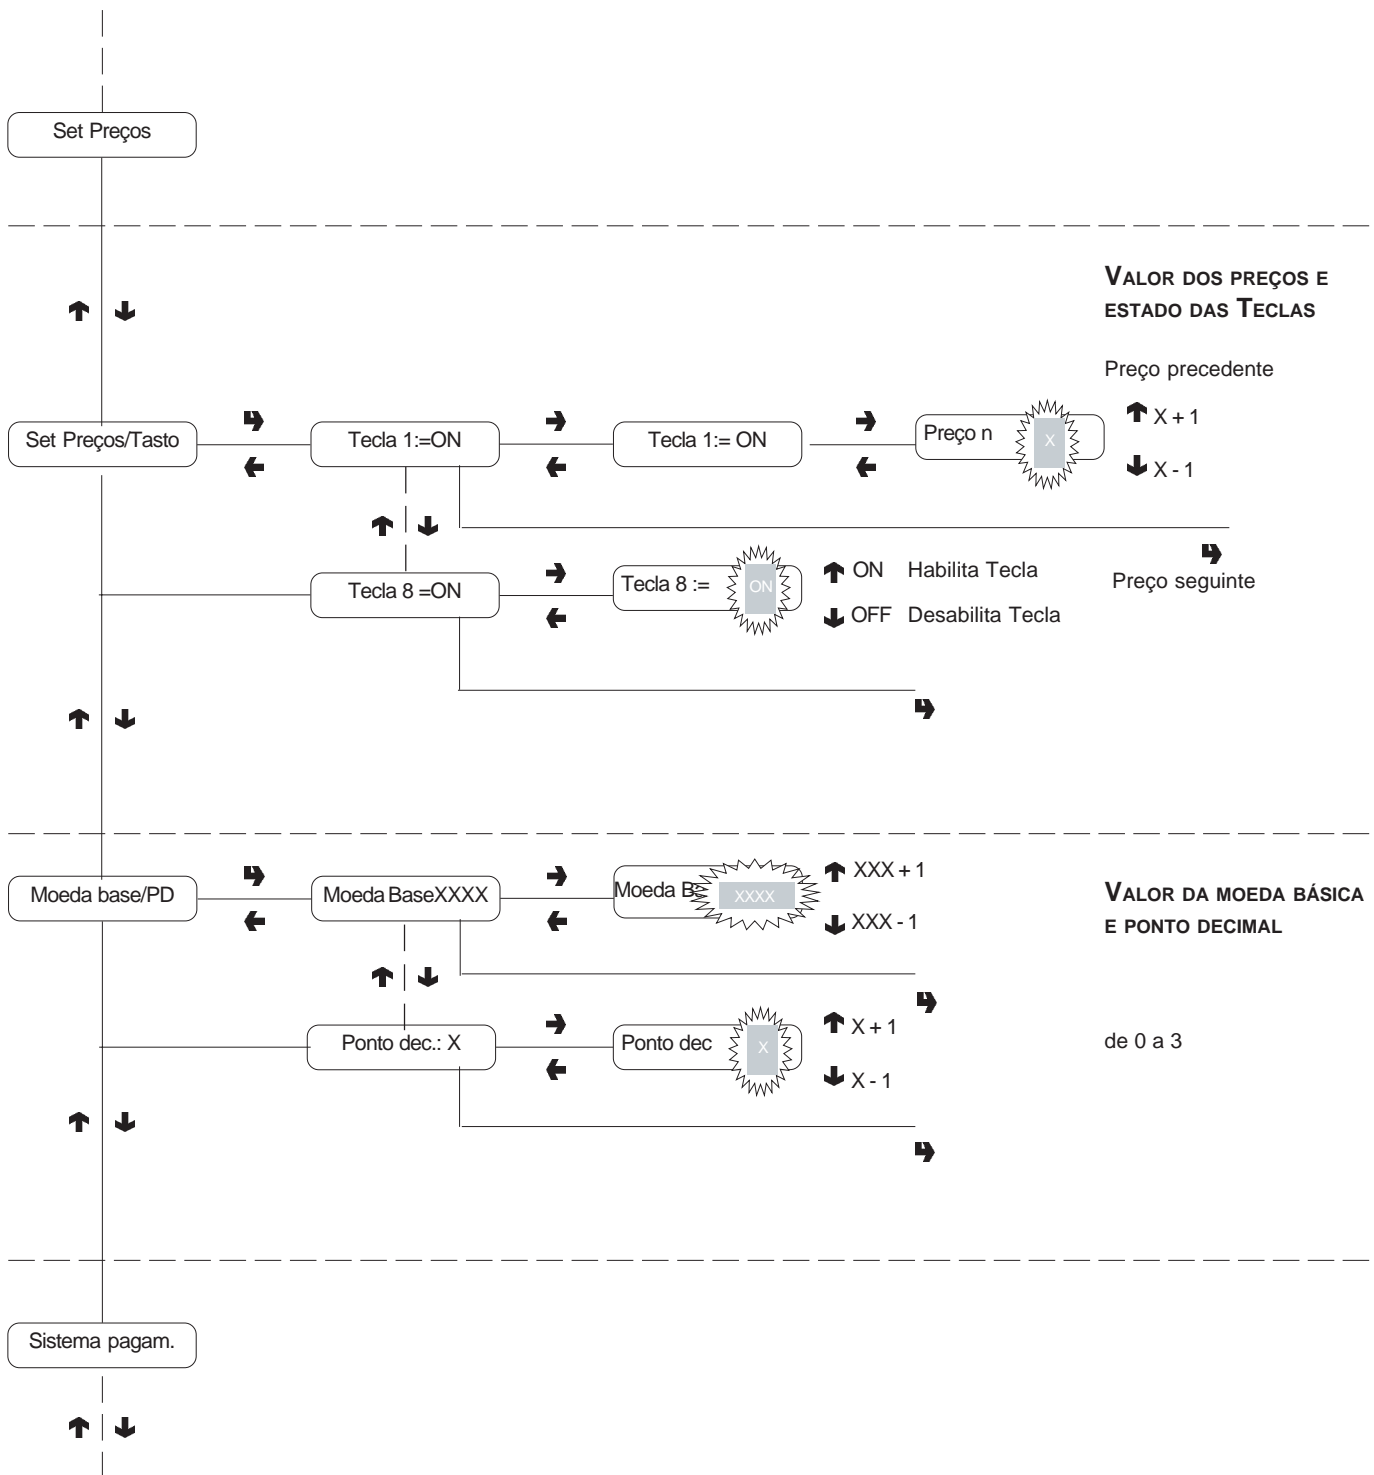 Set Preços
VALOR DOS PREÇOS E
ESTADO DAS TECLAS
Preço precedente
Set Preços/Tasto
Tecla 1:=ON
Tecla 1:= ON
Preço n
X
X + 1
X - 1
Tecla 8 =ON
Tecla 8 :=
ON
ON Habilita Tecla
OFF Desabilita Tecla
Preço seguinte
Moeda base/PD
Moeda BaseXXXX
Moeda B
XXXX
XXX + 1
XXX - 1
VALOR DA MOEDA BÁSICA
E PONTO DECIMAL
Ponto dec.: X
Ponto dec
X
X + 1
X - 1
de 0 a 3
Sistema pagam.